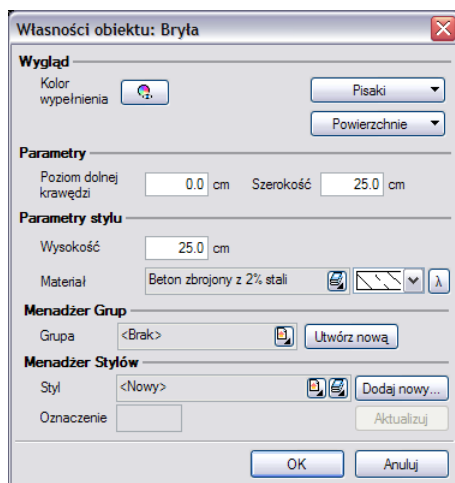 Własności obiektu: Bryła
Wygląd
Kolor wypełnienia
Pisaki
Powierzchnie
Parametry
Poziom dolnej krawędzi 0.0 cm Szerokość 25.0 cm
Parametry stylu
Wysokość 25.0 cm
Materiał Beton zbrojony z 2% stali λ
Menadżer Grup
Grupa <Brak> Utwórz nową
Menadżer Stylów
Styl <Nowy> Dodaj nowy...
Oznaczenie Aktualizuj
OK Anuluj